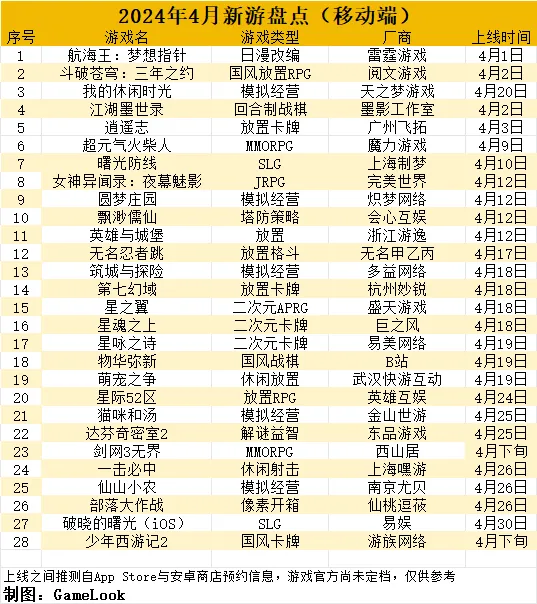 2024年4月新游盘点（移动端）
序号 游戏名 游戏类型 厂商 上线时间
1 航海王：梦想指针 日漫改编 雷霆游戏 4月1日
2 斗破苍穹：三年之约 国风放置RPG 阅文游戏 4月2日
3 我的休闲时光 模拟经营 天之梦游戏 4月20日
4 江湖墨世录 回合制战棋 墨影工作室 4月2日
5 逍遥志 放置卡牌 广州飞拓 4月3日
6 超元气火柴人 MMORPG 魔力游戏 4月9日
7 曙光防线 SLG 上海制梦 4月10日
8 女神异闻录：夜幕魅影 JRPG 完美世界 4月12日
9 圆梦庄园 模拟经营 炽梦网络 4月12日
10 飘渺儒仙 塔防策略 会心互娱 4月12日
11 英雄与城堡 放置 浙江游逸 4月12日
12 无名忍者跳 放置格斗 无名甲乙丙 4月17日
13 筑城与探险 模拟经营 多益网络 4月18日
14 第七幻域 放置卡牌 杭州妙锐 4月18日
15 星之翼 二次元APRG 盛天游戏 4月18日
16 星魂之上 二次元卡牌 巨之风 4月18日
17 星咏之诗 二次元卡牌 易美网络 4月19日
18 物华弥新 国风战棋 B站 4月19日
19 萌宠之争 休闲放置 武汉快游互动 4月19日
20 星际52区 放置RPG 英雄互娱 4月24日
21 猫咪和汤 模拟经营 金山世游 4月25日
22 达芬奇密室2 解谜益智 东品游戏 4月25日
23 剑网3无界 MMORPG 西山居 4月下旬
24 一击必中 休闲射击 上海嘿游 4月26日
25 仙山小农 模拟经营 南京尤贝 4月26日
26 部落大作战 像素开箱 仙桃逗莜 4月26日
27 破晓的曙光（iOS） SLG 易娱 4月30日
28 少年西游记2 国风卡牌 游族网络 4月下旬
上线之间推测自App Store与安卓商店预约信息，游戏官方尚未定档，仅供参考
制图：GameLook